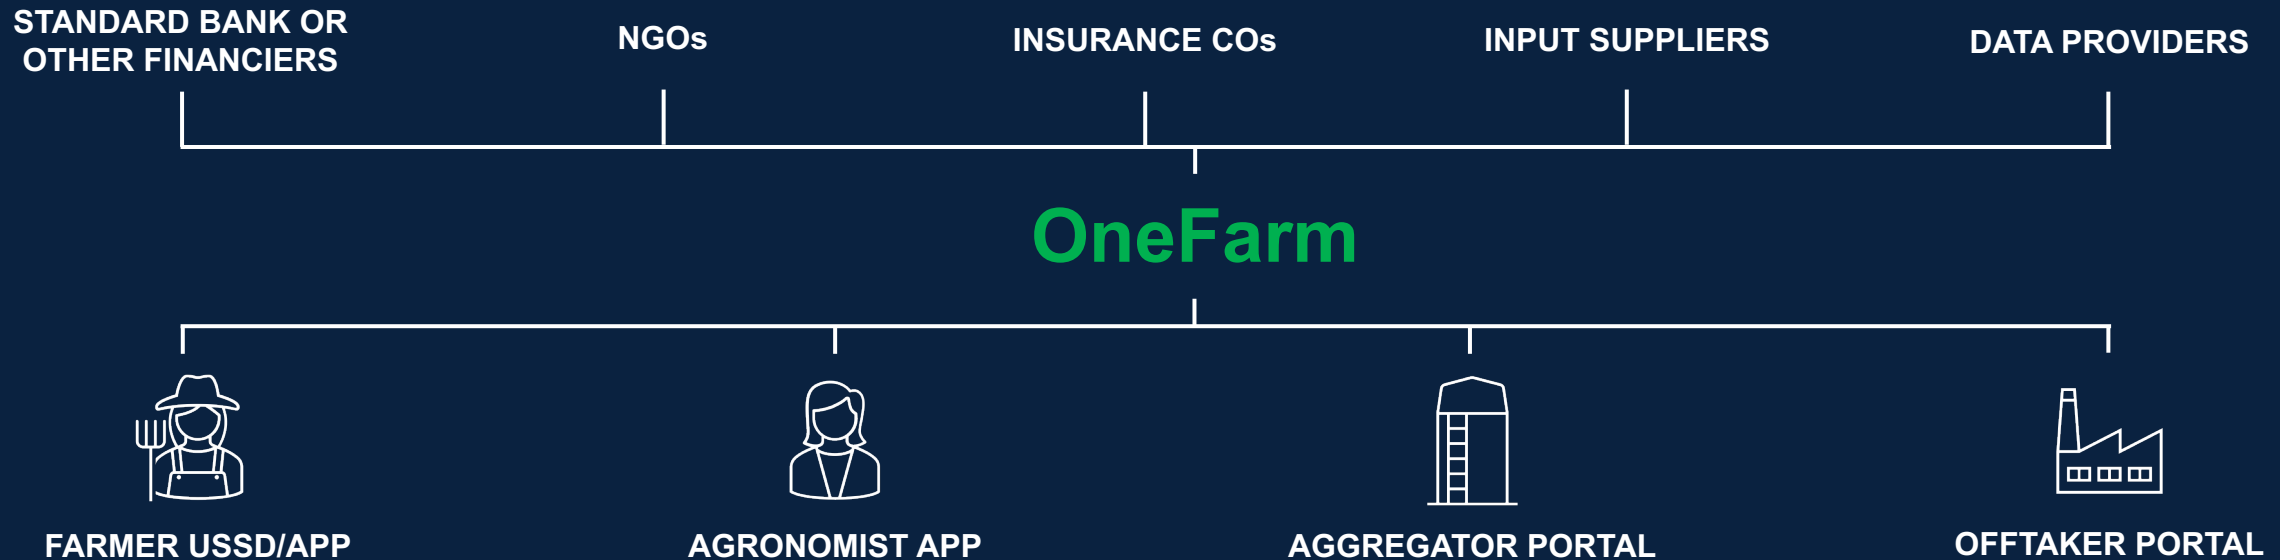 STANDARD BANK OR
OTHER FINANCIERS
NGOs
INSURANCE COs
INPUT SUPPLIERS
DATA PROVIDERS
OneFarm
FARMER USSD/APP
AGRONOMIST APP
AGGREGATOR PORTAL
OFFTAKER PORTAL